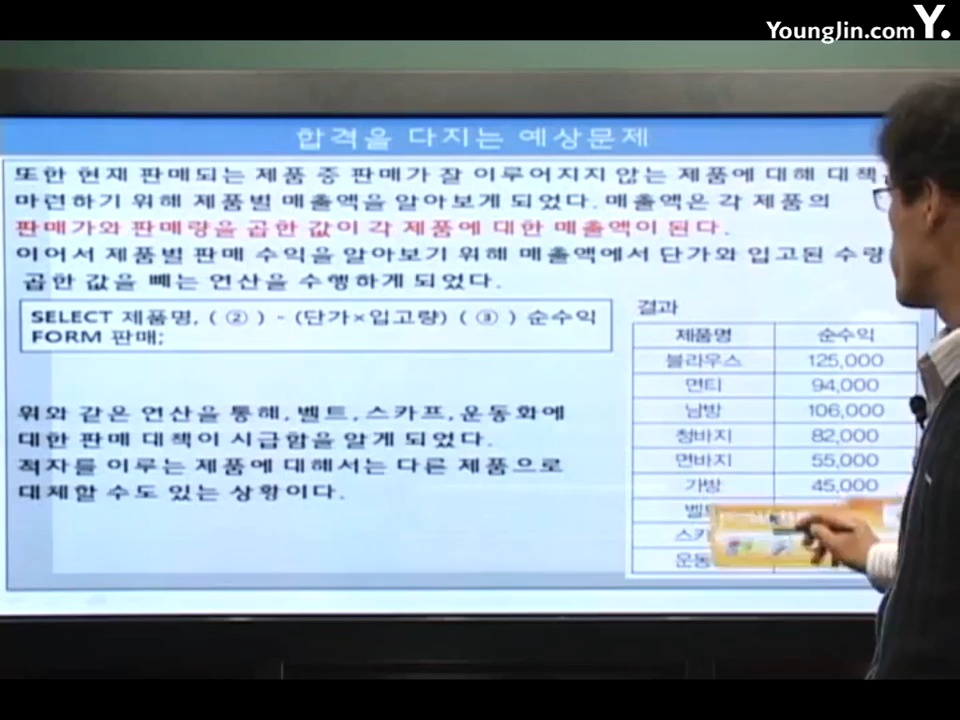 YoungJin.com Y.
합격을 다지는 예상문제
또한 현재 판매되는 제품 중 판매가 잘 이루어지지 않는 제품에 대해 대책
마련하기 위해 제품별 매출액을 알아보게 되었다. 매출액은 각 제품의
판매가와 판매량을 곱한 값이 각 제품에 대한 매출액이 된다.
이어서 제품별 판매 수익을 알아보기 위해 매출액에서 단가와 입고된 수량
곱한 값을 빼는 연산을 수행하게 되었다.
SELECT 제품명, ( ② ) - (단가×입고량) ( ③ ) 순수익
FORM 판매;
위와 같은 연산을 통해, 벨트, 스카프, 운동화에
대한 판매 대책이 시급함을 알게 되었다.
적자를 이루는 제품에 대해서는 다른 제품으로
대체할 수도 있는 상황이다.
결과
제품명 순수익
블라우스 125,000
면티 94,000
남방 106,000
청바지 82,000
면바지 55,000
가방 45,000
벨
스카
운동